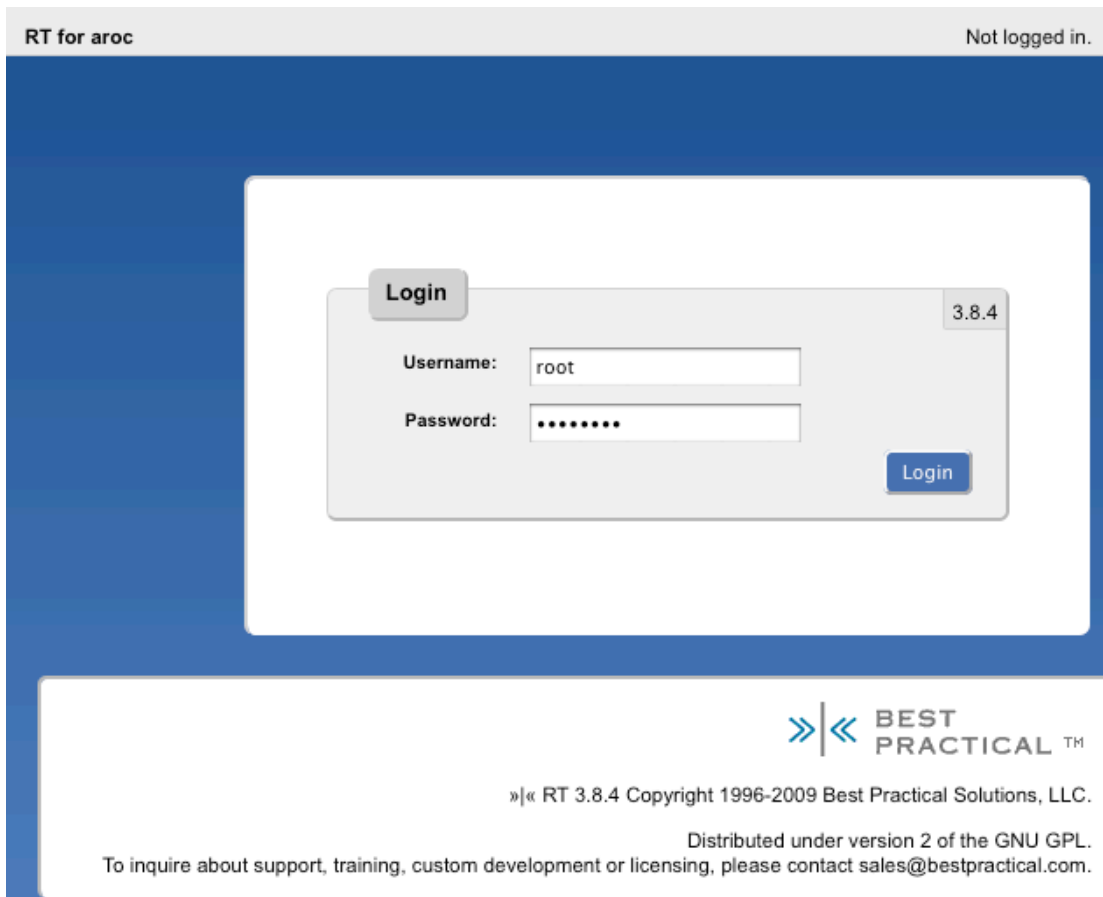 RT for aroc
Not logged in.
Login
3.8.4
Username:
root
Password:
••••••••
Login
BEST
PRACTICAL ™
»|« RT 3.8.4 Copyright 1996-2009 Best Practical Solutions, LLC.
Distributed under version 2 of the GNU GPL.
To inquire about support, training, custom development or licensing, please contact sales@bestpractical.com.